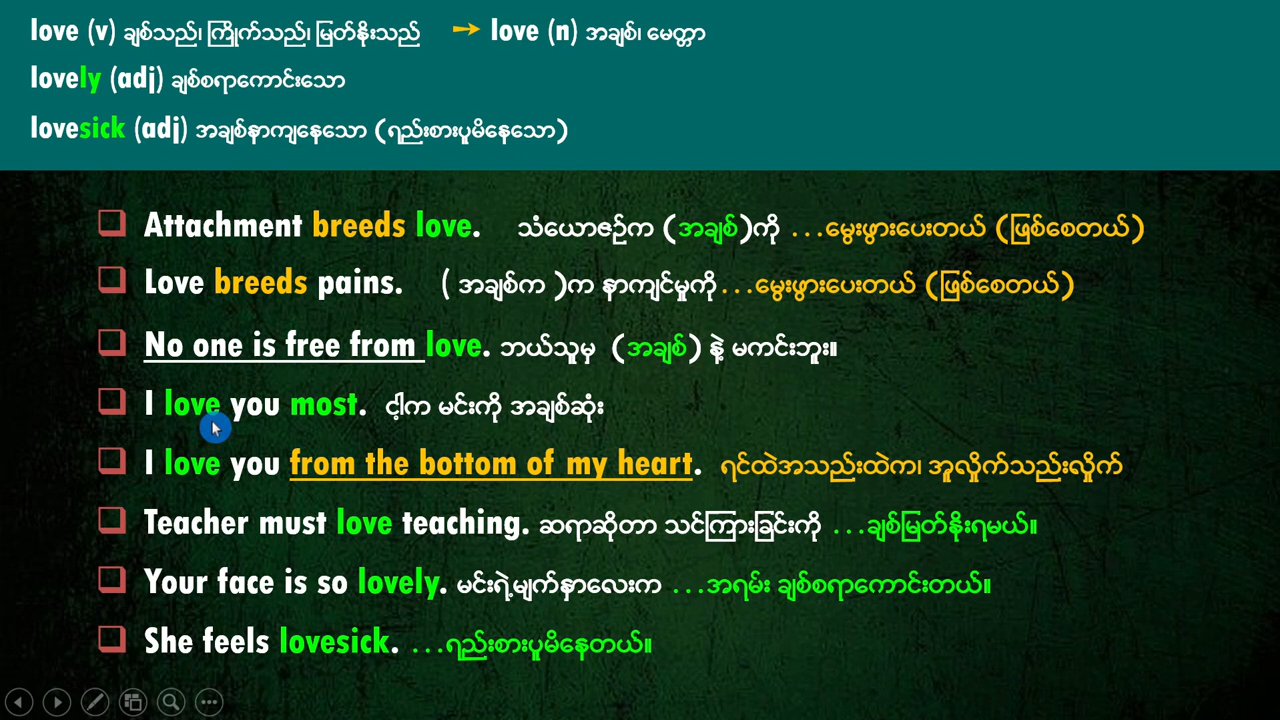 love (v) ချစ်သည်၊ ကြိုက်သည်၊ မြတ်နိုးသည် → love (n) အချစ်၊ မေတ္တာ
lovely (adj) ချစ်စရာကောင်းသော
lovesick (adj) အချစ်နာကျနေသော (ရည်းစားပူမိနေသော)
Attachment breeds love. သံယောဇဉ်က (အချစ်)ကို ...မွေးဖွားပေးတယ် (ဖြစ်စေတယ်)
Love breeds pains. ( အချစ်က )က နာကျင်မှုကို...မွေးဖွားပေးတယ် (ဖြစ်စေတယ်)
No one is free from love. ဘယ်သူမှ (အချစ်) နဲ့ မကင်းဘူး။
I love you most. ငါ့က မင်းကို အချစ်ဆုံး
I love you from the bottom of my heart. ရင်ထဲအသည်းထဲက၊ အူလှိုက်သည်းလှိုက်
Teacher must love teaching. ဆရာဆိုတာ သင်ကြားခြင်းကို ...ချစ်မြတ်နိုးရမယ်။
Your face is so lovely. မင်းရဲ့မျက်နှာလေးက ...အရမ်း ချစ်စရာကောင်းတယ်။
She feels lovesick. ...ရည်းစားပူမိနေတယ်။